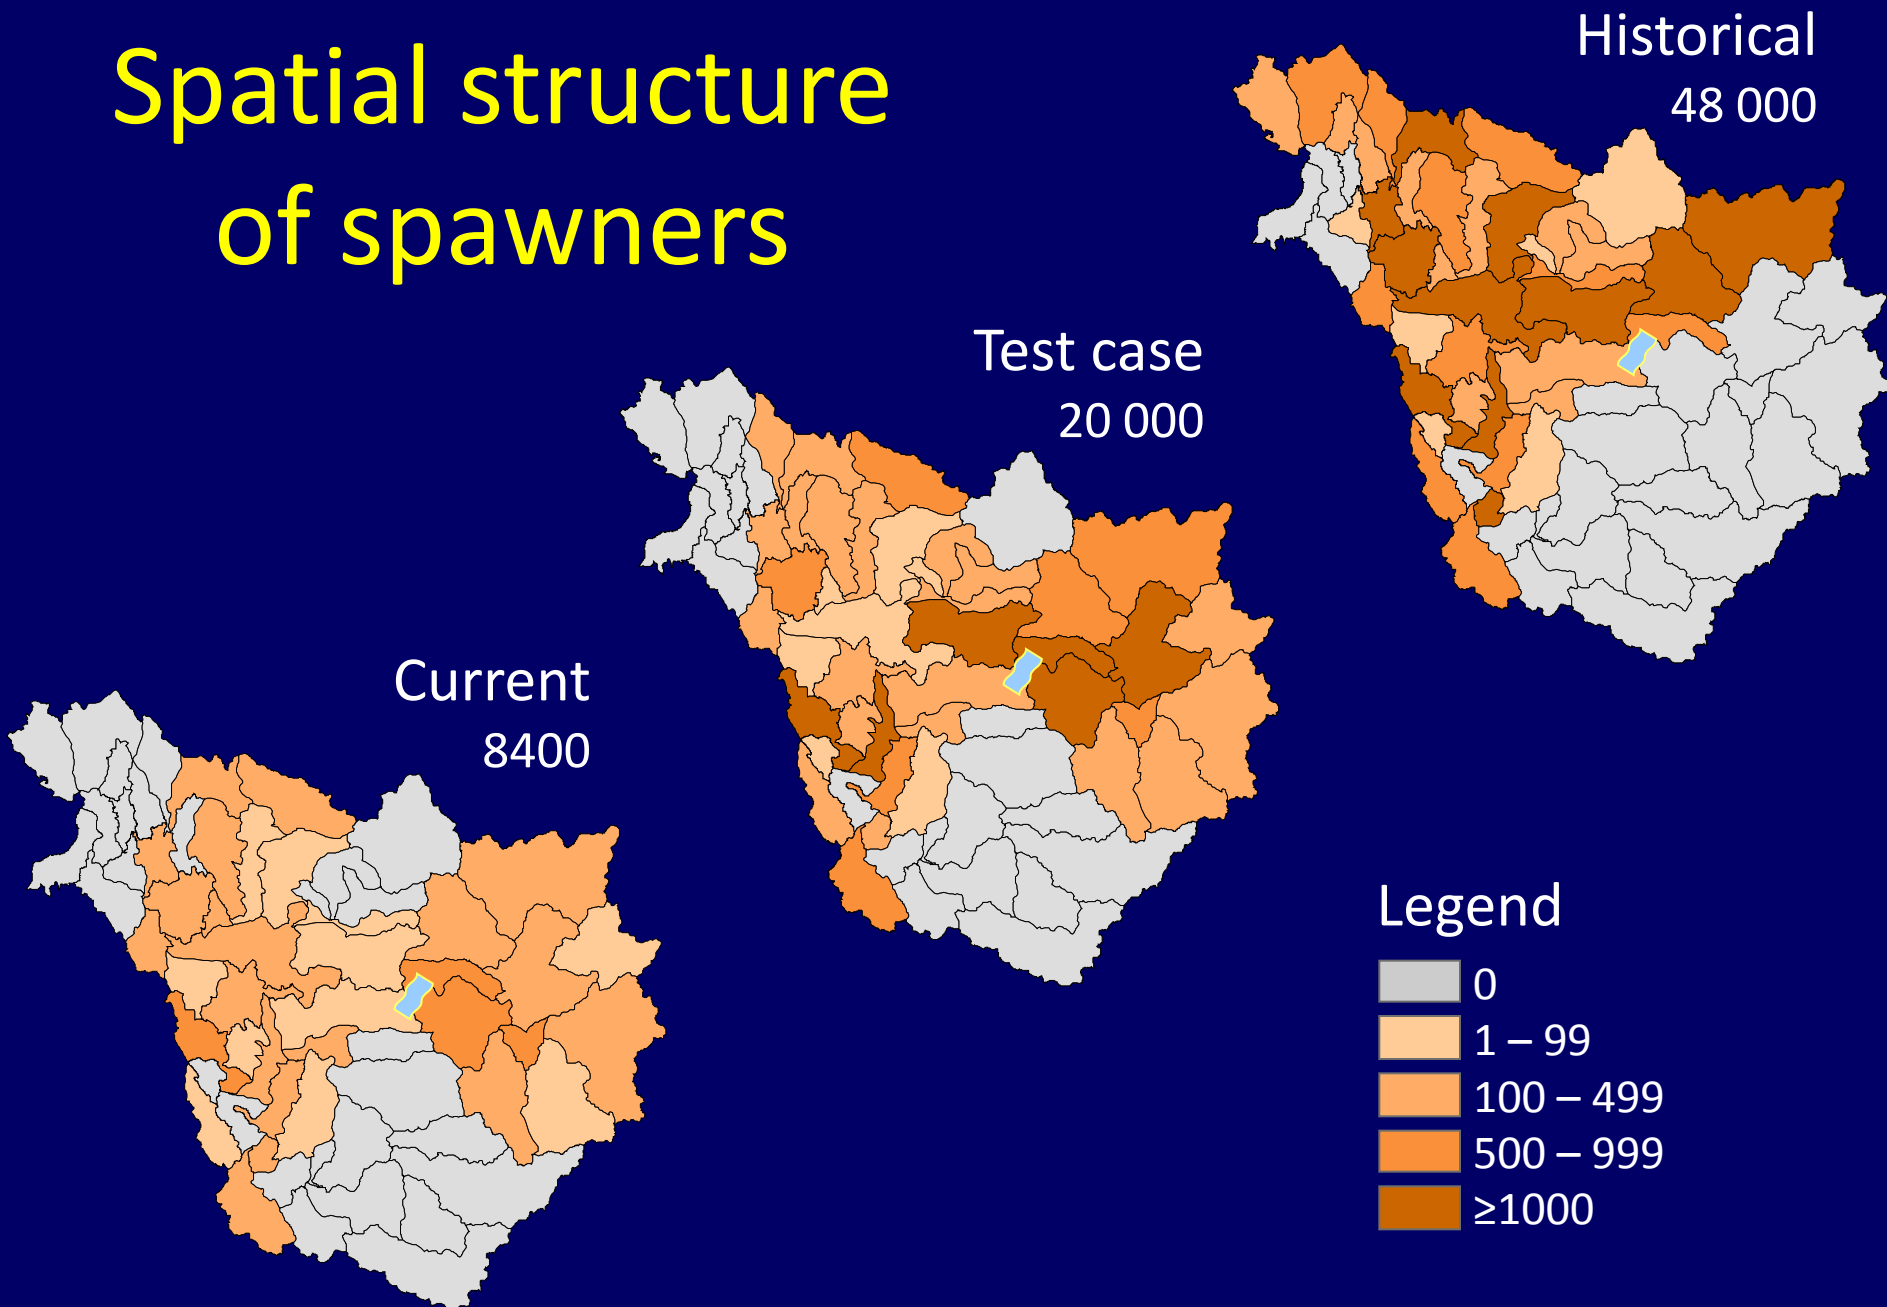 Spatial structure
of spawners
Historical
48 000
Test case
20 000
Current
8400
Legend
0
1 – 99
100 – 499
500 – 999
≥1000